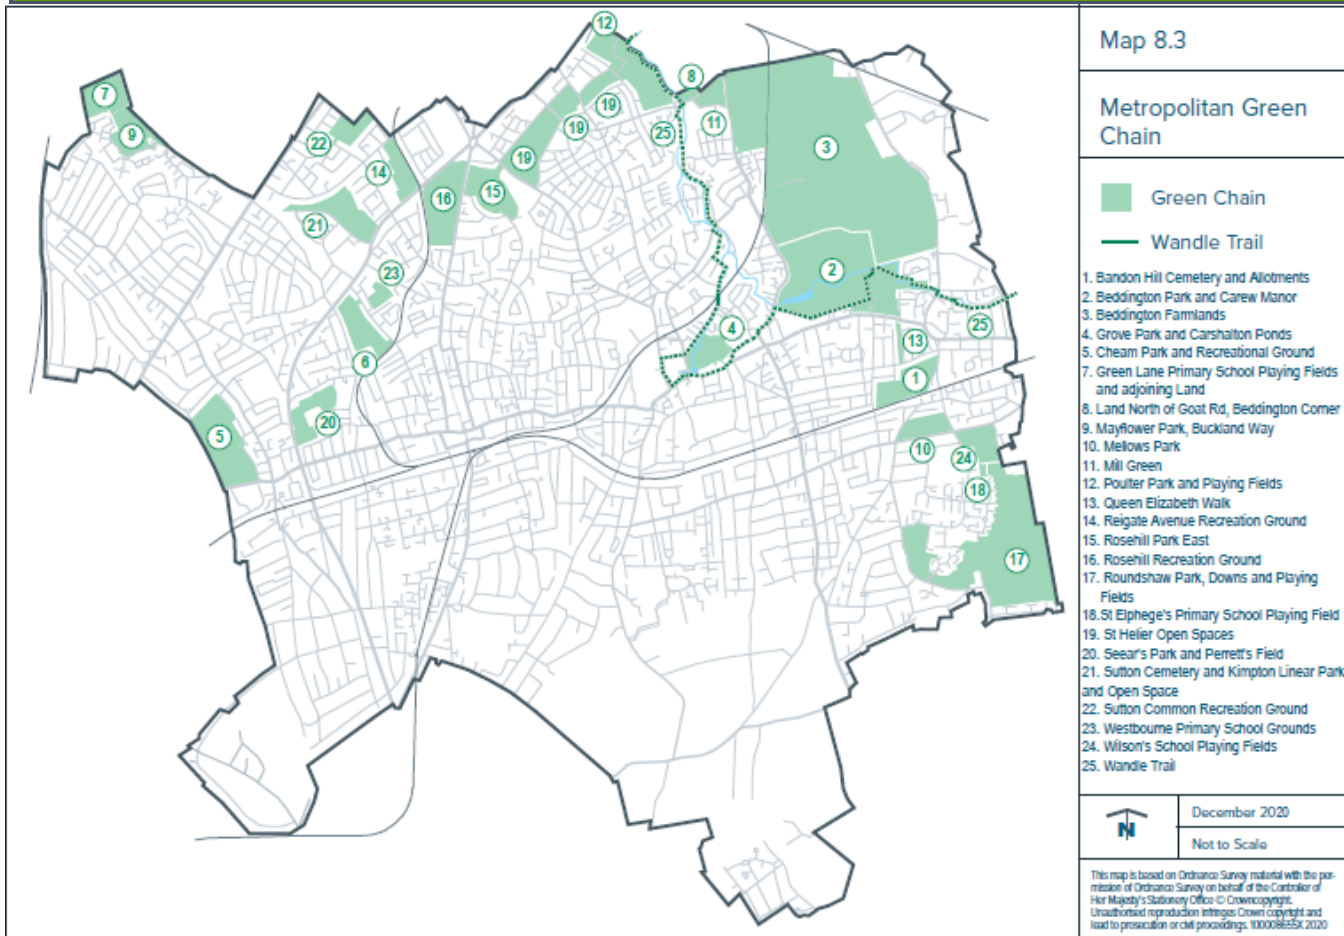 Map 8.3
Metropolitan Green
Chain
Green Chain
Wandle Trail
1. Bandon Hill Cemetery and Allotments
2. Beddington Park and Carew Manor
3. Beddington Farmlands
4. Grove Park and Carshalton Ponds
5. Cheam Park and Recreational Ground
7. Green Lane Primary School Playing Fields
and adjoining Land
8. Land North of Goat Rd, Beddington Corner
9. Mayflower Park, Buckland Way
10. Mellows Park
11. Mill Green
12. Poulter Park and Playing Fields
13. Queen Elizabeth Walk
14. Reigate Avenue Recreation Ground
15. Rosehill Park East
16. Rosehill Recreation Ground
17. Roundshaw Park, Downs and Playing
Fields
18.St Elphege's Primary School Playing Field
19. St Helier Open Spaces
20. Seear's Park and Perrett's Field
21. Sutton Cemetery and Kimpton Linear Park
and Open Space
22. Sutton Common Recreation Ground
23. Westbourne Primary School Grounds
24. Wilson's School Playing Fields
25. Wandle Trail
N
December 2020
Not to Scale
This map is based on Ordnance Survey material with the per-
mission of Ordnance Survey on behalf of the Controller of
Her Majesty's Stationery Office © Crowncopyright.
Unauthorised reproduction infringes Crown copyright and
lead to prosecution or civil proceedings. 2020
12
7
8
9
19
11
25
22
19
3
19
14
15
16
21
23
2
4
25
13
6
1
20
5
10
24
18
17